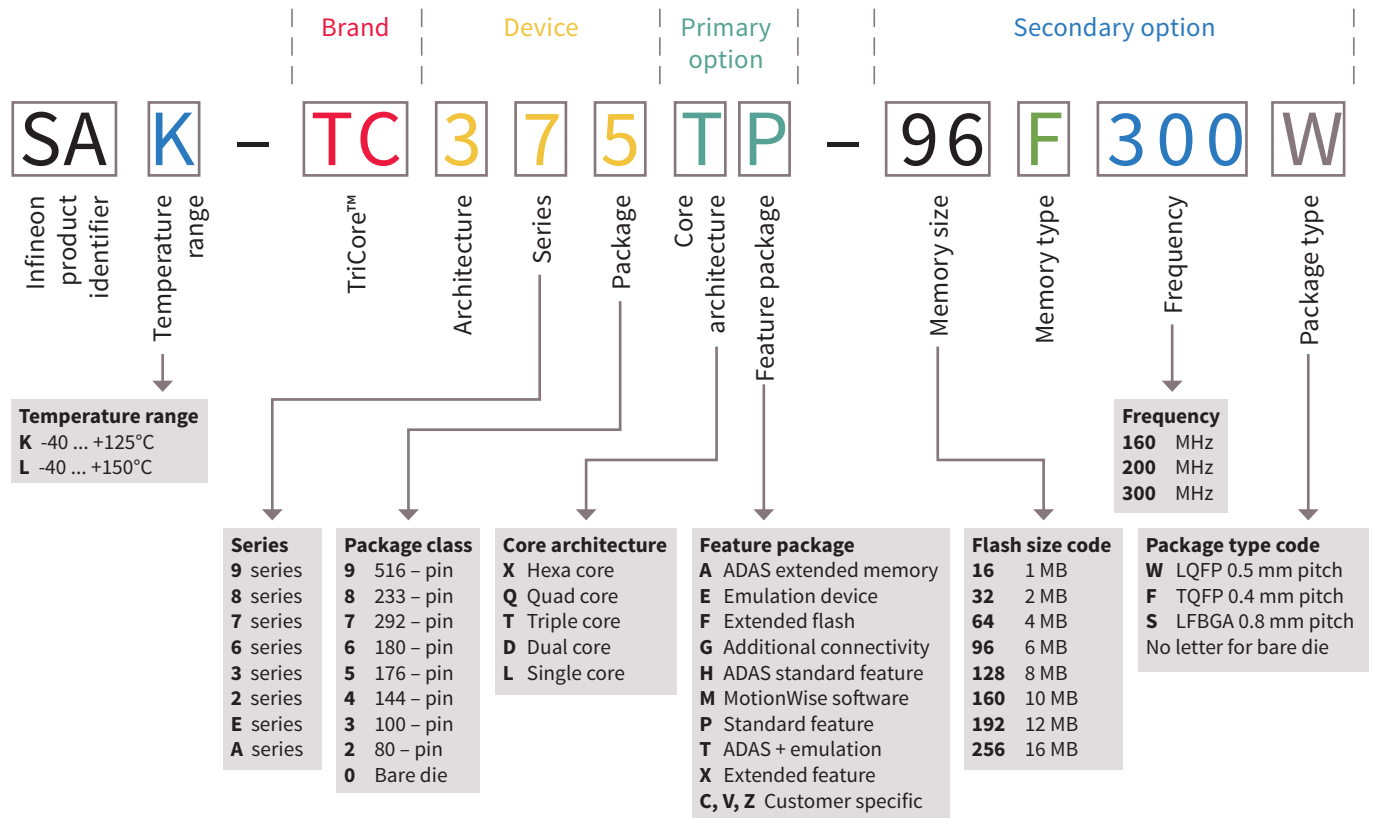 Brand
Device
Primary
option
Secondary option
SA K – TC 3 7 5 T P – 96 F 300 W
Infineon
product
identifier
Temperature
range
TriCore™
Architecture
Series
Package
Core
architecture
Feature package
Memory size
Memory type
Frequency
Package type
Temperature range
K -40 ... +125°C
L -40 ... +150°C
Frequency
160 MHz
200 MHz
300 MHz
Series
9 series
8 series
7 series
6 series
3 series
2 series
E series
A series
Package class
9 516 – pin
8 233 – pin
7 292 – pin
6 180 – pin
5 176 – pin
4 144 – pin
3 100 – pin
2 80 – pin
0 Bare die
Core architecture
X Hexa core
Q Quad core
T Triple core
D Dual core
L Single core
Feature package
A ADAS extended memory
E Emulation device
F Extended flash
G Additional connectivity
H ADAS standard feature
M MotionWise software
P Standard feature
T ADAS + emulation
X Extended feature
C, V, Z Customer specific
Flash size code
16 1 MB
32 2 MB
64 4 MB
96 6 MB
128 8 MB
160 10 MB
192 12 MB
256 16 MB
Package type code
W LQFP 0.5 mm pitch
F TQFP 0.4 mm pitch
S LFBGA 0.8 mm pitch
No letter for bare die